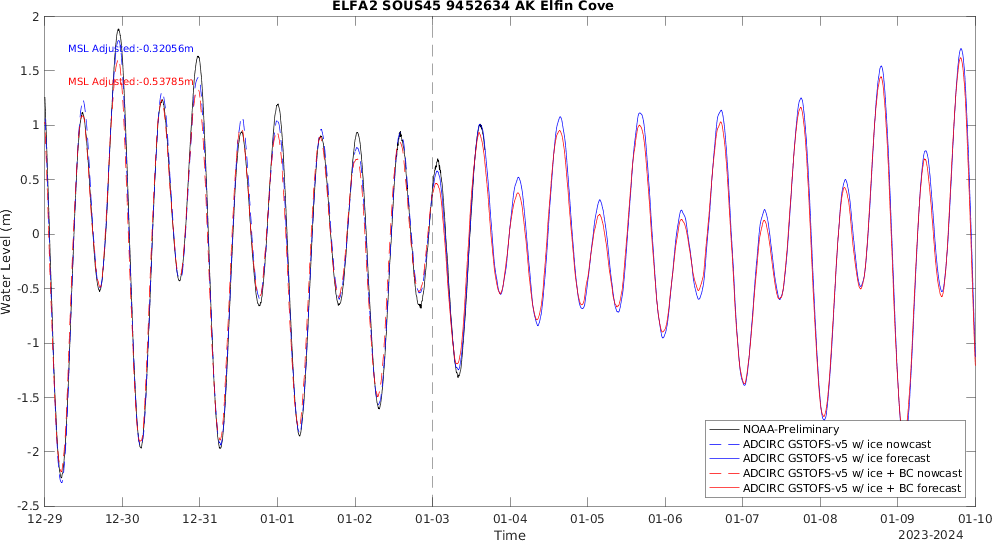 ELFA2 SOUS45 9452634 AK Elfin Cove
MSL Adjusted:-0.32056m
MSL Adjusted:-0.53785m
Water Level (m)
2
1.5
1
0.5
0
-0.5
-1
-1.5
-2
-2.5
NOAA-Preliminary
ADCIRC GSTOFS-v5 w/ ice nowcast
ADCIRC GSTOFS-v5 w/ ice forecast
ADCIRC GSTOFS-v5 w/ ice + BC nowcast
ADCIRC GSTOFS-v5 w/ ice + BC forecast
12-29 12-30 12-31 01-01 01-02 01-03 01-04 01-05 01-06 01-07 01-08 01-09 01-10
Time
2023-2024